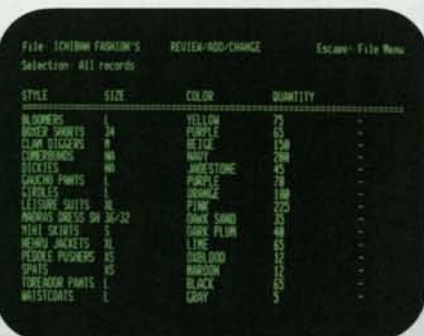 File: ICHIBAN FASHION'S REVIEW/ADD/CHANGE Escape: File Menu
Selection: All records
STYLE SIZE COLOR QUANTITY
BLOOMERS L YELLOW 75 -
BOXER SHORTS 34 PURPLE 65 -
CLAM DIGGERS M BEIGE 150 -
CUMERBUNDS NA NAVY 200 -
DICKIES NA JADESTONE 45 -
GAUCHO PANTS L PURPLE 70 -
GIRDLES L ORANGE 100 -
LEISURE SUITS XL PINK 225 -
MADRAS DRESS SH 36/32 DARK SAND 35 -
MINI SKIRTS S DARK PLUM 40 -
NEHRU JACKETS XL LIME 65 -
PEDDLE PUSHERS XS OXBLOOD 12 -
SPATS XS MAROON 12 -
TOREADOR PANTS L BLACK 65 -
WAISTCOATS L GRAY 5 -